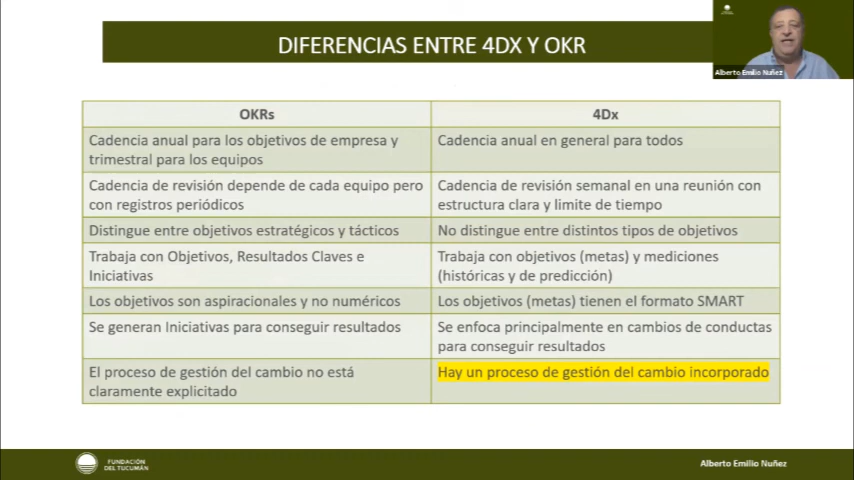 DIFERENCIAS ENTRE 4DX Y OKR
Alberto Emilio Nuñez
OKRs
4Dx
Cadencia anual para los objetivos de empresa y
trimestral para los equipos
Cadencia anual en general para todos
Cadencia de revisión depende de cada equipo pero
con registros periódicos
Cadencia de revisión semanal en una reunión con
estructura clara y limite de tiempo
Distingue entre objetivos estratégicos y tácticos
No distingue entre distintos tipos de objetivos
Trabaja con Objetivos, Resultados Claves e
Iniciativas
Trabaja con objetivos (metas) y mediciones
(históricas y de predicción)
Los objetivos son aspiracionales y no numéricos
Los objetivos (metas) tienen el formato SMART
Se generan Iniciativas para conseguir resultados
Se enfoca principalmente en cambios de conductas
para conseguir resultados
El proceso de gestión del cambio no está
claramente explicitado
Hay un proceso de gestión del cambio incorporado
FUNDACIÓN
DEL TUCUMÁN
Alberto Emilio Nuñez